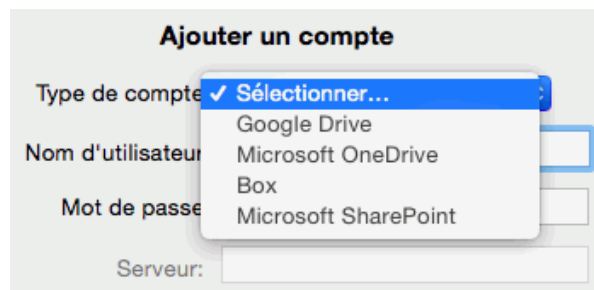 Ajouter un compte
Type de compte ✓ Sélectionner...
Google Drive
Nom d'utilisateur Microsoft OneDrive
Box
Mot de passe Microsoft SharePoint
Serveur: